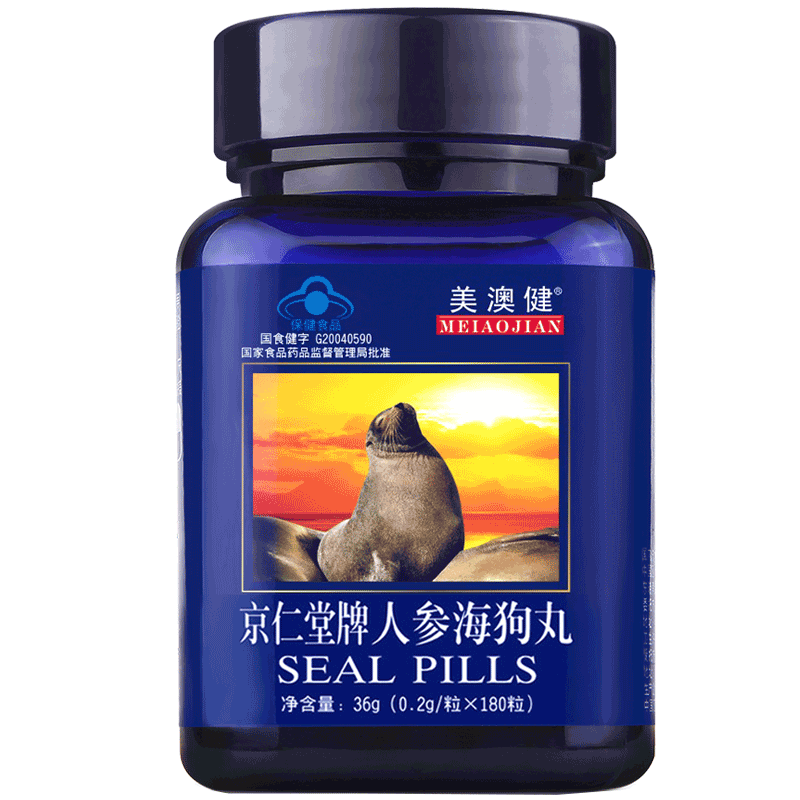 美澳健®
MEIAOJIAN
保健食品
国食健字 G20040590
国家食品药品监督管理局批准
京仁堂牌人参海狗丸
SEAL PILLS
净含量：36g（0.2g/粒×180粒）